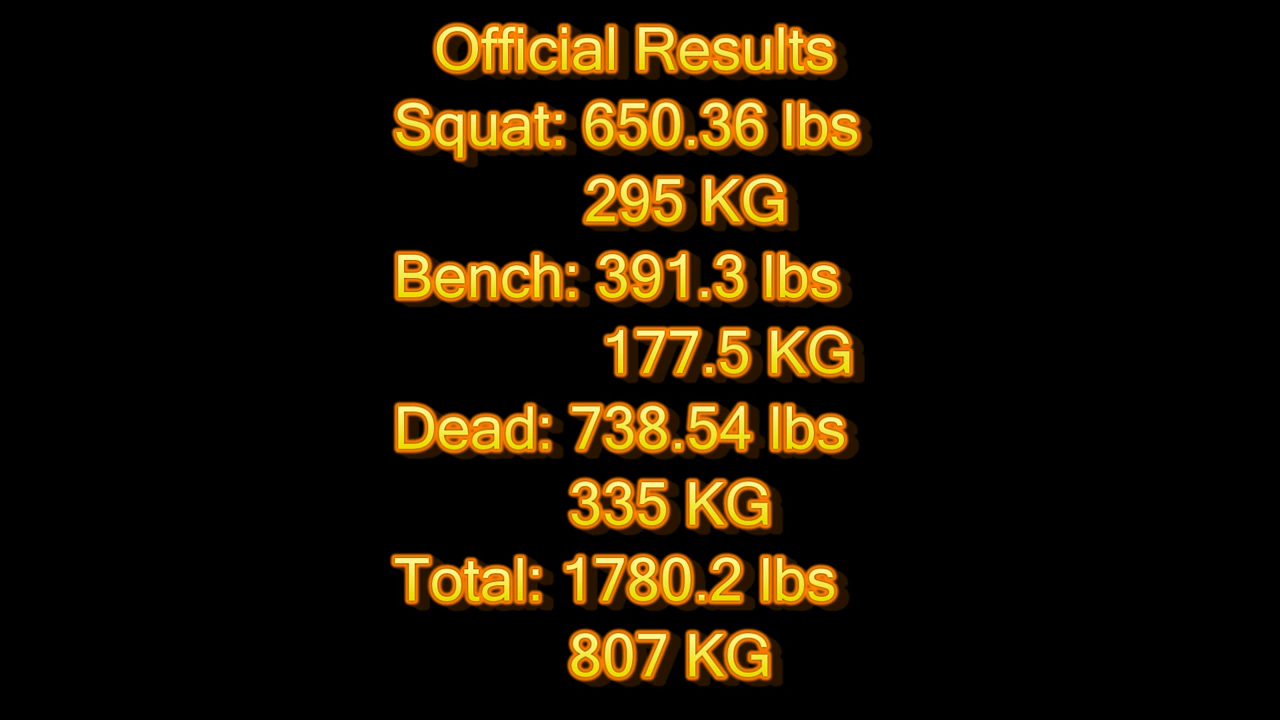 Official Results
Squat: 650.36 lbs
295 KG
Bench: 391.3 lbs
177.5 KG
Dead: 738.54 lbs
335 KG
Total: 1780.2 lbs
807 KG